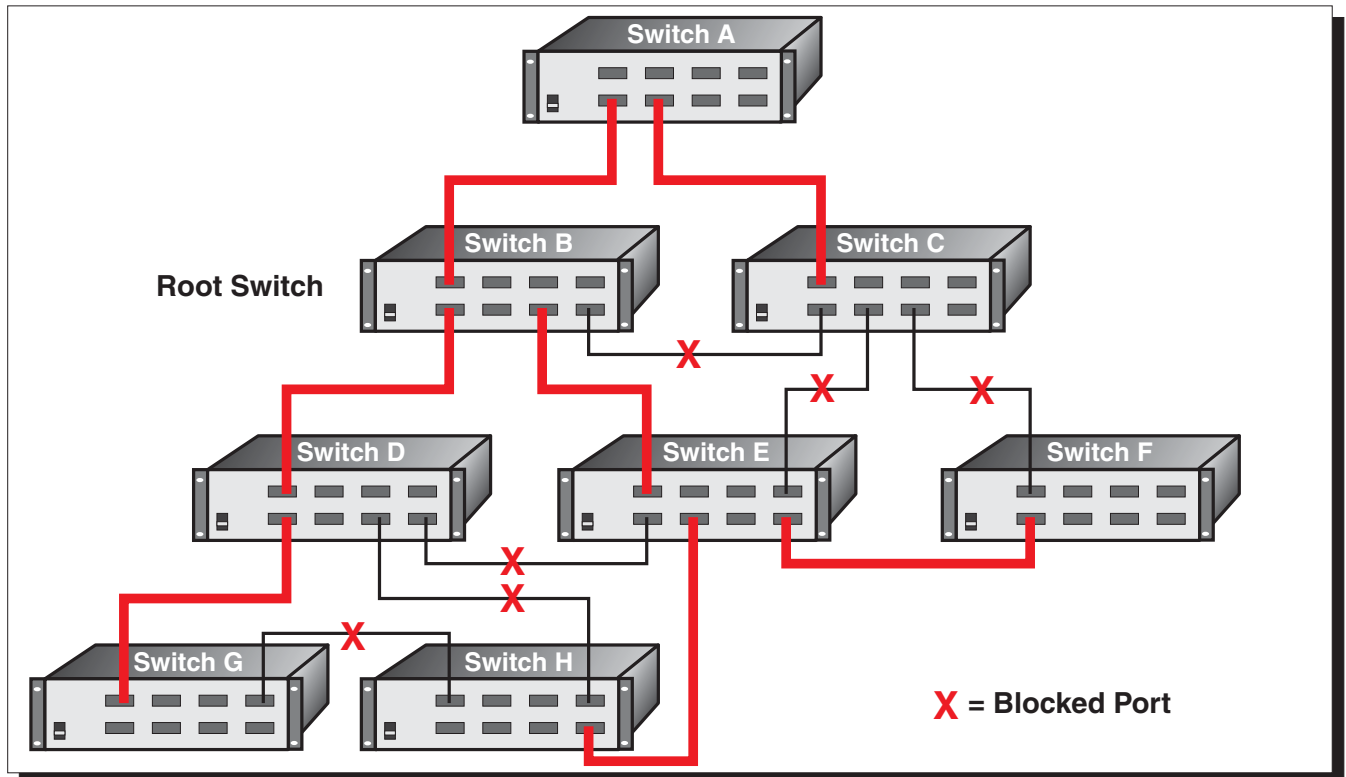 Switch A
Switch B
Switch C
Root Switch
X
X
X
Switch D
Switch E
Switch F
X
X
X
Switch G
Switch H
X = Blocked Port